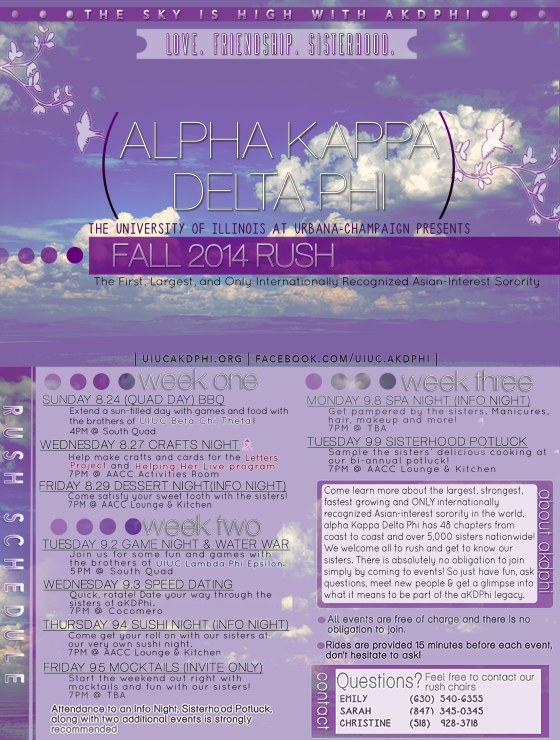 THE SKY IS HIGH WITH AKDPHI
LOVE. FRIENDSHIP. SISTERHOOD.
(ALPHA KAPPA
DELTA PHI)
THE UNIVERSITY OF ILLINOIS AT URBANA-CHAMPAIGN PRESENTS
FALL 2014 RUSH
The First, Largest, and Only Internationally Recognized Asian-Interest Sorority
| UIUCAKDPHI.ORG | FACEBOOK.COM/UIUC.AKDPHI |
RUSH SCHEDULE
week one
SUNDAY 8.24 (QUAD DAY) BBQ
Extend a sun-filled day with games and food with
the brothers of UIUC Beta Chi Theta!
4PM @ South Quad
WEDNESDAY 8.27 CRAFTS NIGHT
Help make crafts and cards for the Letters
Project and Helping Her Live program
7PM @ AACC Activities Room
FRIDAY 8.29 DESSERT NIGHT(INFO NIGHT)
Come satisfy your sweet tooth with the sisters!
7PM @ AACC Lounge & Kitchen
week two
TUESDAY 9.2 GAME NIGHT & WATER WAR
Join us for some fun and games with
the brothers of UIUC Lambda Phi Epsilon.
5PM @ South Quad
WEDNESDAY 9.3 SPEED DATING
Quick, rotate! Date your way through the
sisters of aKDPhi.
7PM @ Cocomero
THURSDAY 9.4 SUSHI NIGHT (INFO NIGHT)
Come get your roll on with our sisters at
our very own sushi night.
7PM @ AACC Lounge & Kitchen
FRIDAY 9.5 MOCKTAILS (INVITE ONLY)
Start the weekend out right with
mocktails and fun with our sisters!
7PM @ TBA
Attendance to an Info Night, Sisterhood Potluck,
along with two additional events is strongly
recommended
week three
MONDAY 9.8 SPA NIGHT (INFO NIGHT)
Get pampered by the sisters. Manicures,
hair, makeup and more!
7PM @ TBA
TUESDAY 9.9 SISTERHOOD POTLUCK
Sample the sisters' delicious cooking at
our bi-annual potluck!
7PM @ AACC Lounge & Kitchen
about akdphi
Come learn more about the largest, strongest,
fastest growing and ONLY internationally
recognized Asian-interest sorority in the world.
alpha Kappa Delta Phi has 48 chapters from
coast to coast and over 5,000 sisters nationwide!
We welcome all to rush and get to know our
sisters. There is absolutely no obligation to join
simply by coming to events! So just have fun, ask
questions, meet new people & get a glimpse into
what it means to be part of the aKDPhi legacy.
All events are free of charge and there is no
obligation to join.
Rides are provided 15 minutes before each event,
don't hesitate to ask!
contact
Questions? Feel free to contact our
rush chairs
EMILY (630) 540-6355
SARAH (847) 345-0345
CHRISTINE (518) 928-3718